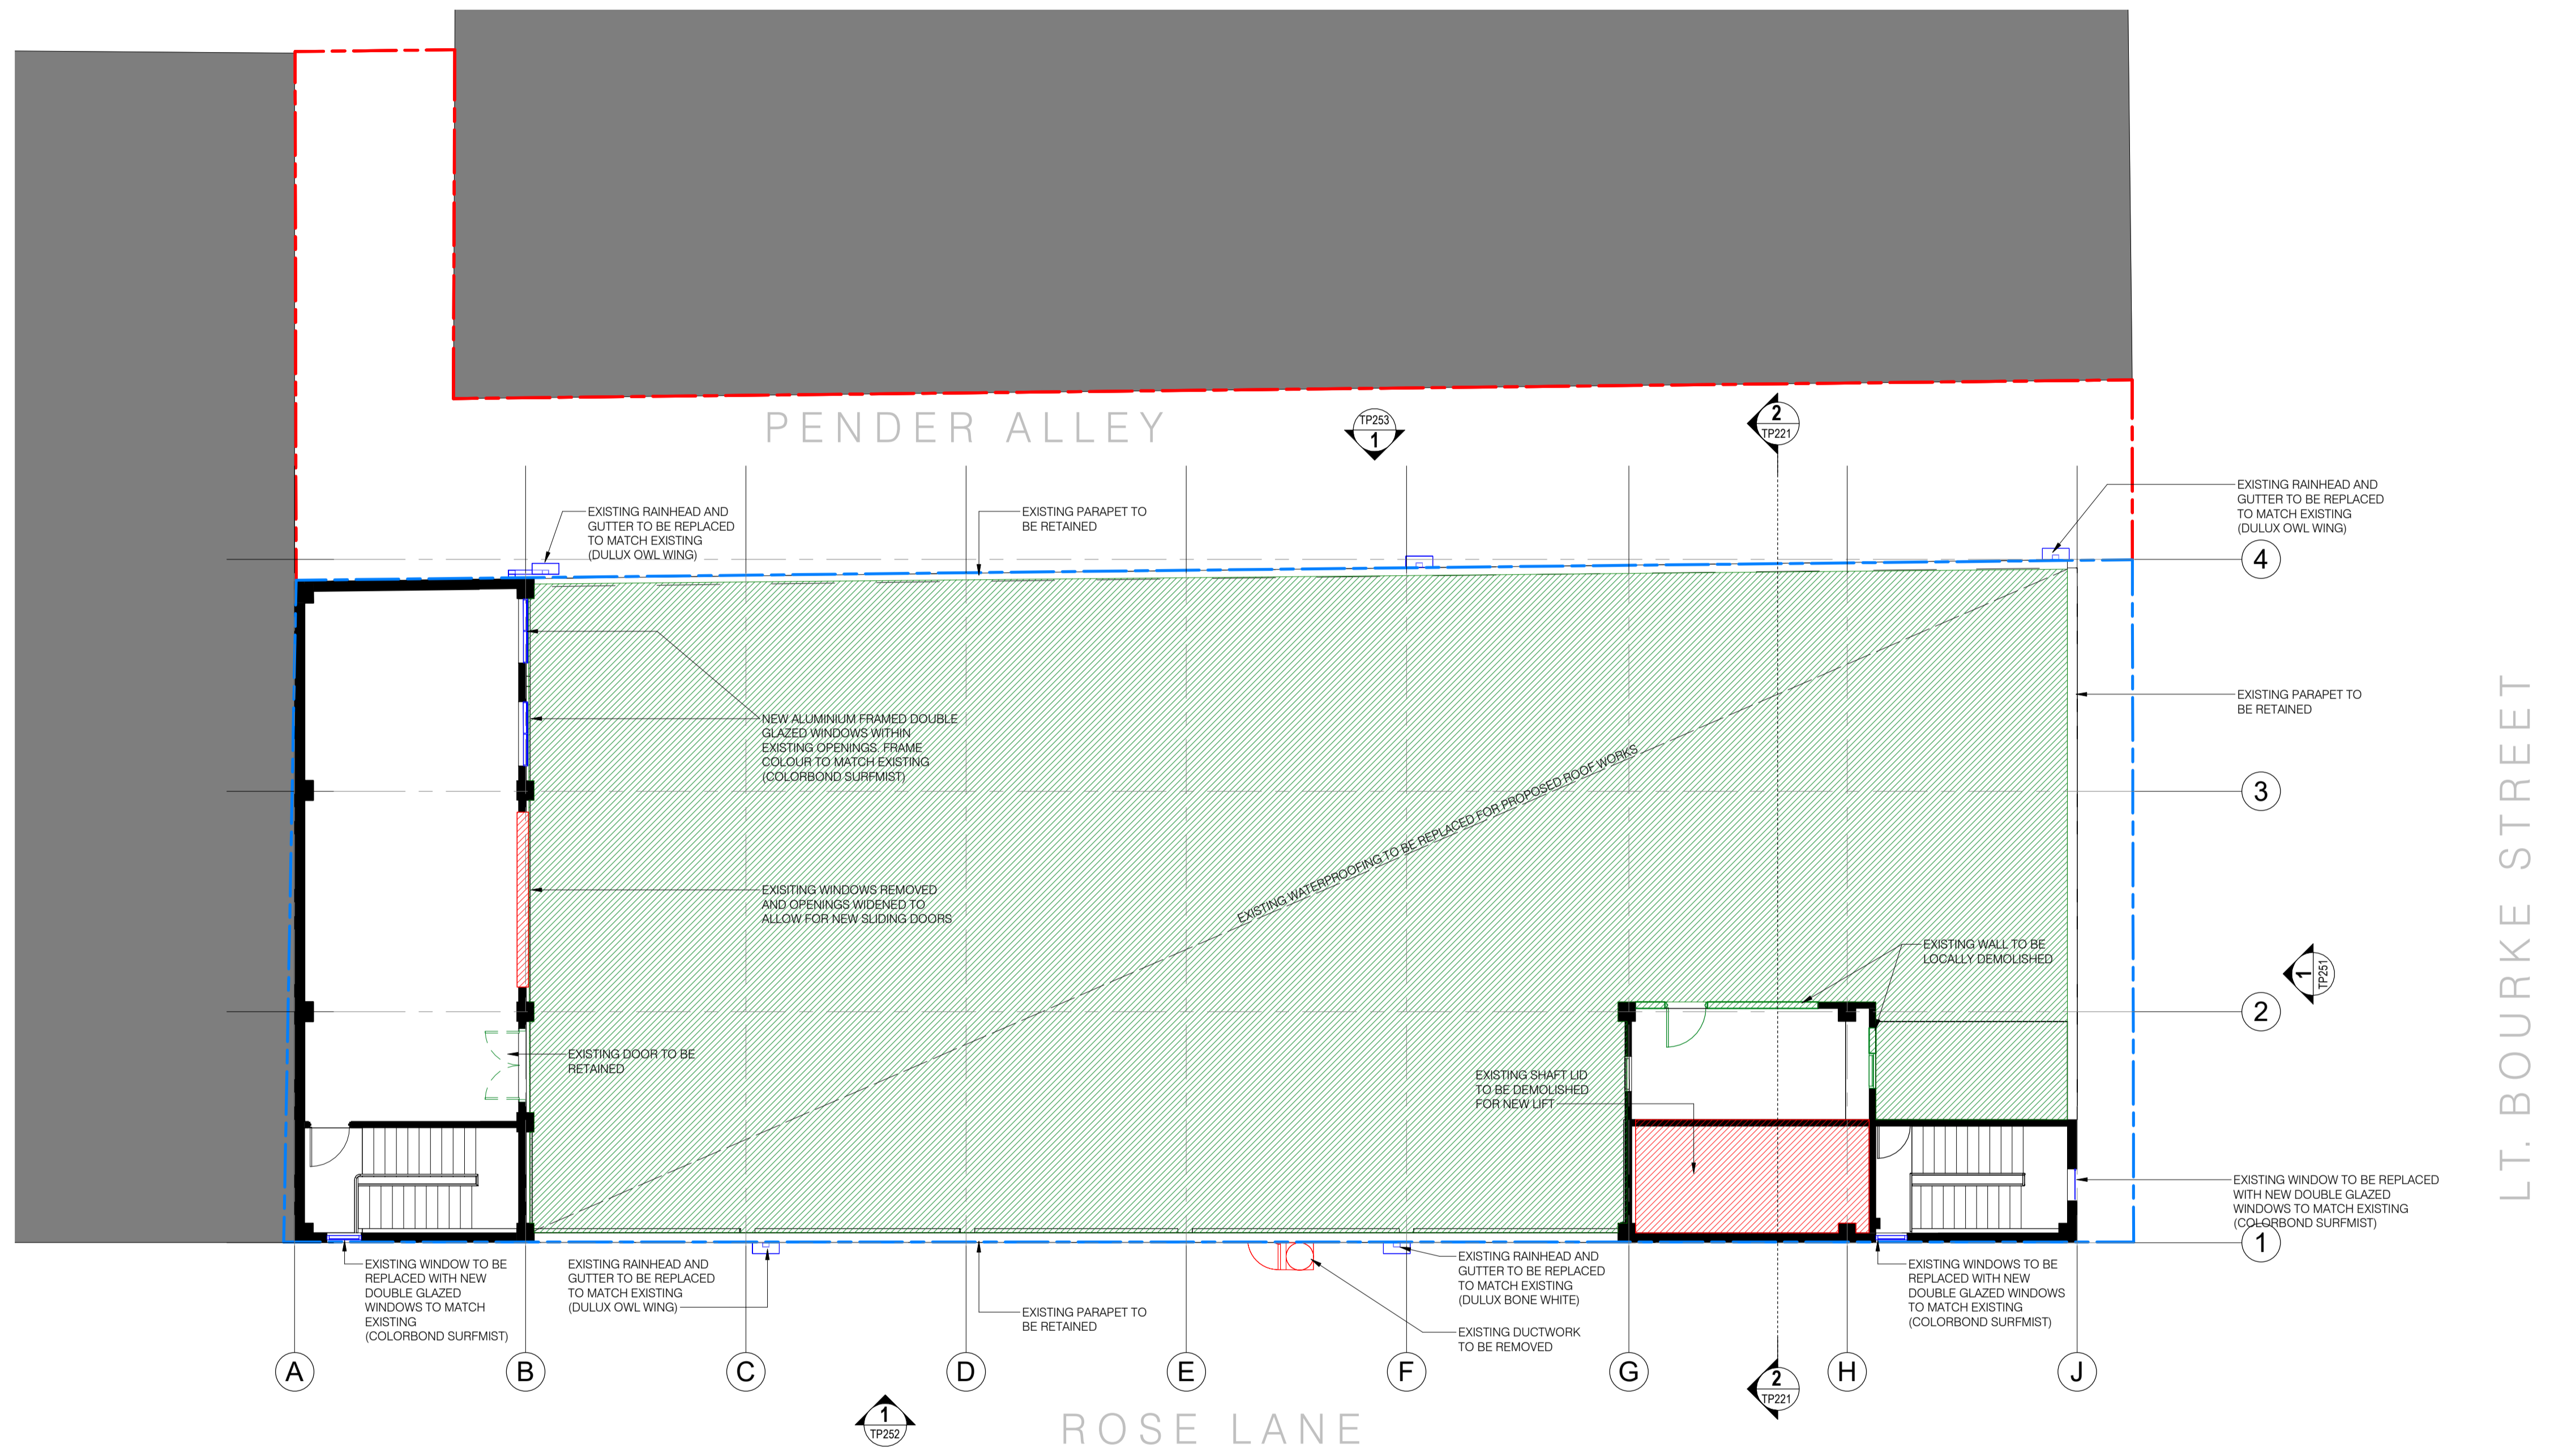 PENDER ALLEY
TP253
1
2
TP221
EXISTING RAINHEAD AND
GUTTER TO BE REPLACED
TO MATCH EXISTING
(DULUX OWL WING)
EXISTING PARAPET TO
BE RETAINED
EXISTING RAINHEAD AND
GUTTER TO BE REPLACED
TO MATCH EXISTING
(DULUX OWL WING)
4
EXISTING PARAPET TO
BE RETAINED
NEW ALUMINIUM FRAMED DOUBLE
GLAZED WINDOWS WITHIN
EXISTING OPENINGS. FRAME
COLOUR TO MATCH EXISTING
(COLORBOND SURFMIST)
EXISTING WATERPROOFING TO BE REPLACED FOR PROPOSED ROOF WORKS
3
EXISITING WINDOWS REMOVED
AND OPENINGS WIDENED TO
ALLOW FOR NEW SLIDING DOORS
EXISTING WALL TO BE
LOCALLY DEMOLISHED
1
TP251
LT. BOURKE STREET
2
EXISTING DOOR TO BE
RETAINED
EXISTING SHAFT LID
TO BE DEMOLISHED
FOR NEW LIFT
EXISTING WINDOW TO BE REPLACED
WITH NEW DOUBLE GLAZED
WINDOWS TO MATCH EXISTING
(COLORBOND SURFMIST)
1
EXISTING WINDOW TO BE
REPLACED WITH NEW
DOUBLE GLAZED
WINDOWS TO MATCH
EXISTING
(COLORBOND SURFMIST)
EXISTING RAINHEAD AND
GUTTER TO BE REPLACED
TO MATCH EXISTING
(DULUX OWL WING)
EXISTING PARAPET TO
BE RETAINED
EXISTING RAINHEAD AND
GUTTER TO BE REPLACED
TO MATCH EXISTING
(DULUX BONE WHITE)
EXISTING DUCTWORK
TO BE REMOVED
EXISTING WINDOWS TO BE
REPLACED WITH NEW
DOUBLE GLAZED WINDOWS
TO MATCH EXISTING
(COLORBOND SURFMIST)
A
B
C
D
E
F
G
2
TP221
H
J
1
TP252
ROSE LANE